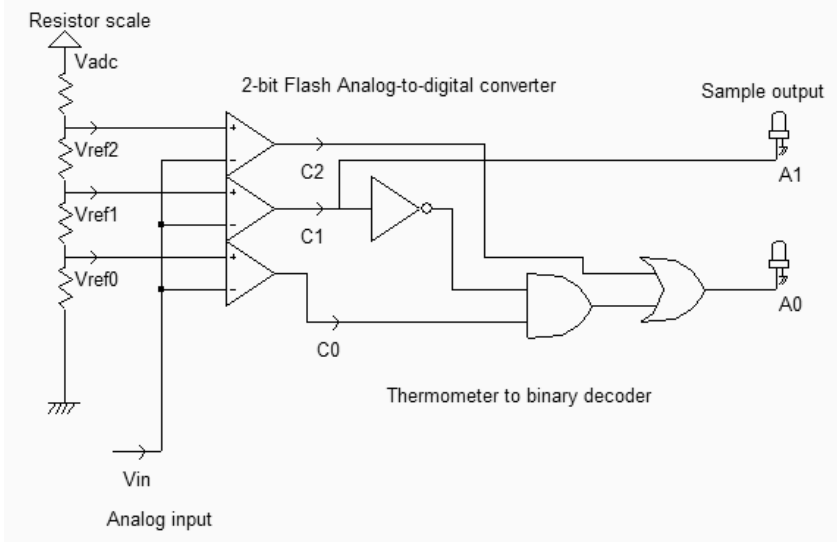 Resistor scale
Vadc
2-bit Flash Analog-to-digital converter
Sample output
+
Vref2
-
C2
A1
+
Vref1
-
C1
+
Vref0
-
A0
C0
Thermometer to binary decoder
Vin
Analog input